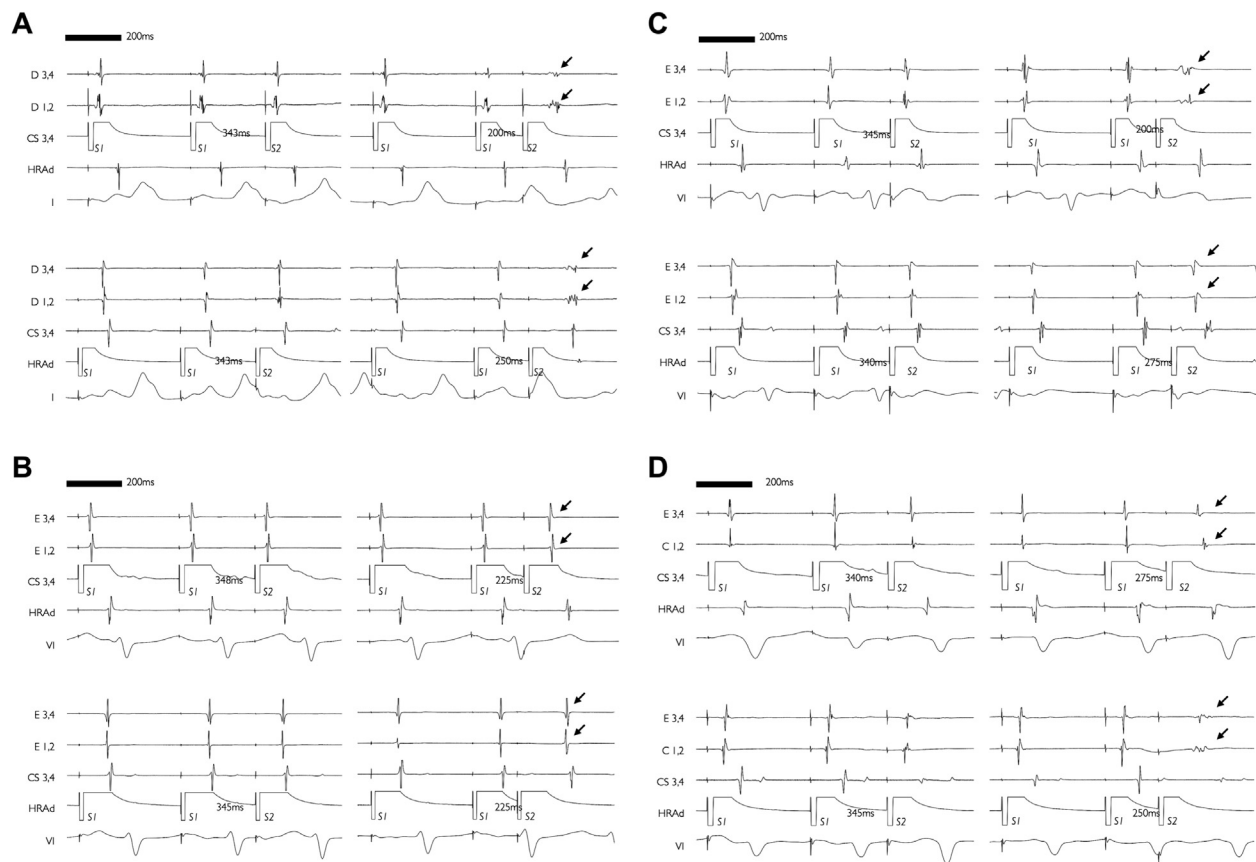 A
200ms
D 3,4
D 1,2
CS 3,4
S1
S1
343ms
S2
S1
S1
200ms
S2
HRAd
I
D 3,4
D 1,2
CS 3,4
HRAd
S1
S1
343ms
S2
S1
S1
250ms
S2
I
B
200ms
E 3,4
E 1,2
CS 3,4
S1
S1
348ms
S2
S1
S1
225ms
S2
HRAd
VI
E 3,4
E 1,2
CS 3,4
HRAd
S1
S1
345ms
S2
S1
S1
225ms
S2
VI
C
200ms
E 3,4
E 1,2
CS 3,4
S1
S1
345ms
S2
S1
S1
200ms
S2
HRAd
VI
E 3,4
E 1,2
CS 3,4
HRAd
S1
S1
340ms
S2
S1
S1
275ms
S2
VI
D
200ms
E 3,4
C 1,2
CS 3,4
S1
S1
340ms
S2
S1
S1
275ms
S2
HRAd
VI
E 3,4
C 1,2
CS 3,4
HRAd
S1
S1
345ms
S2
S1
S1
250ms
S2
VI